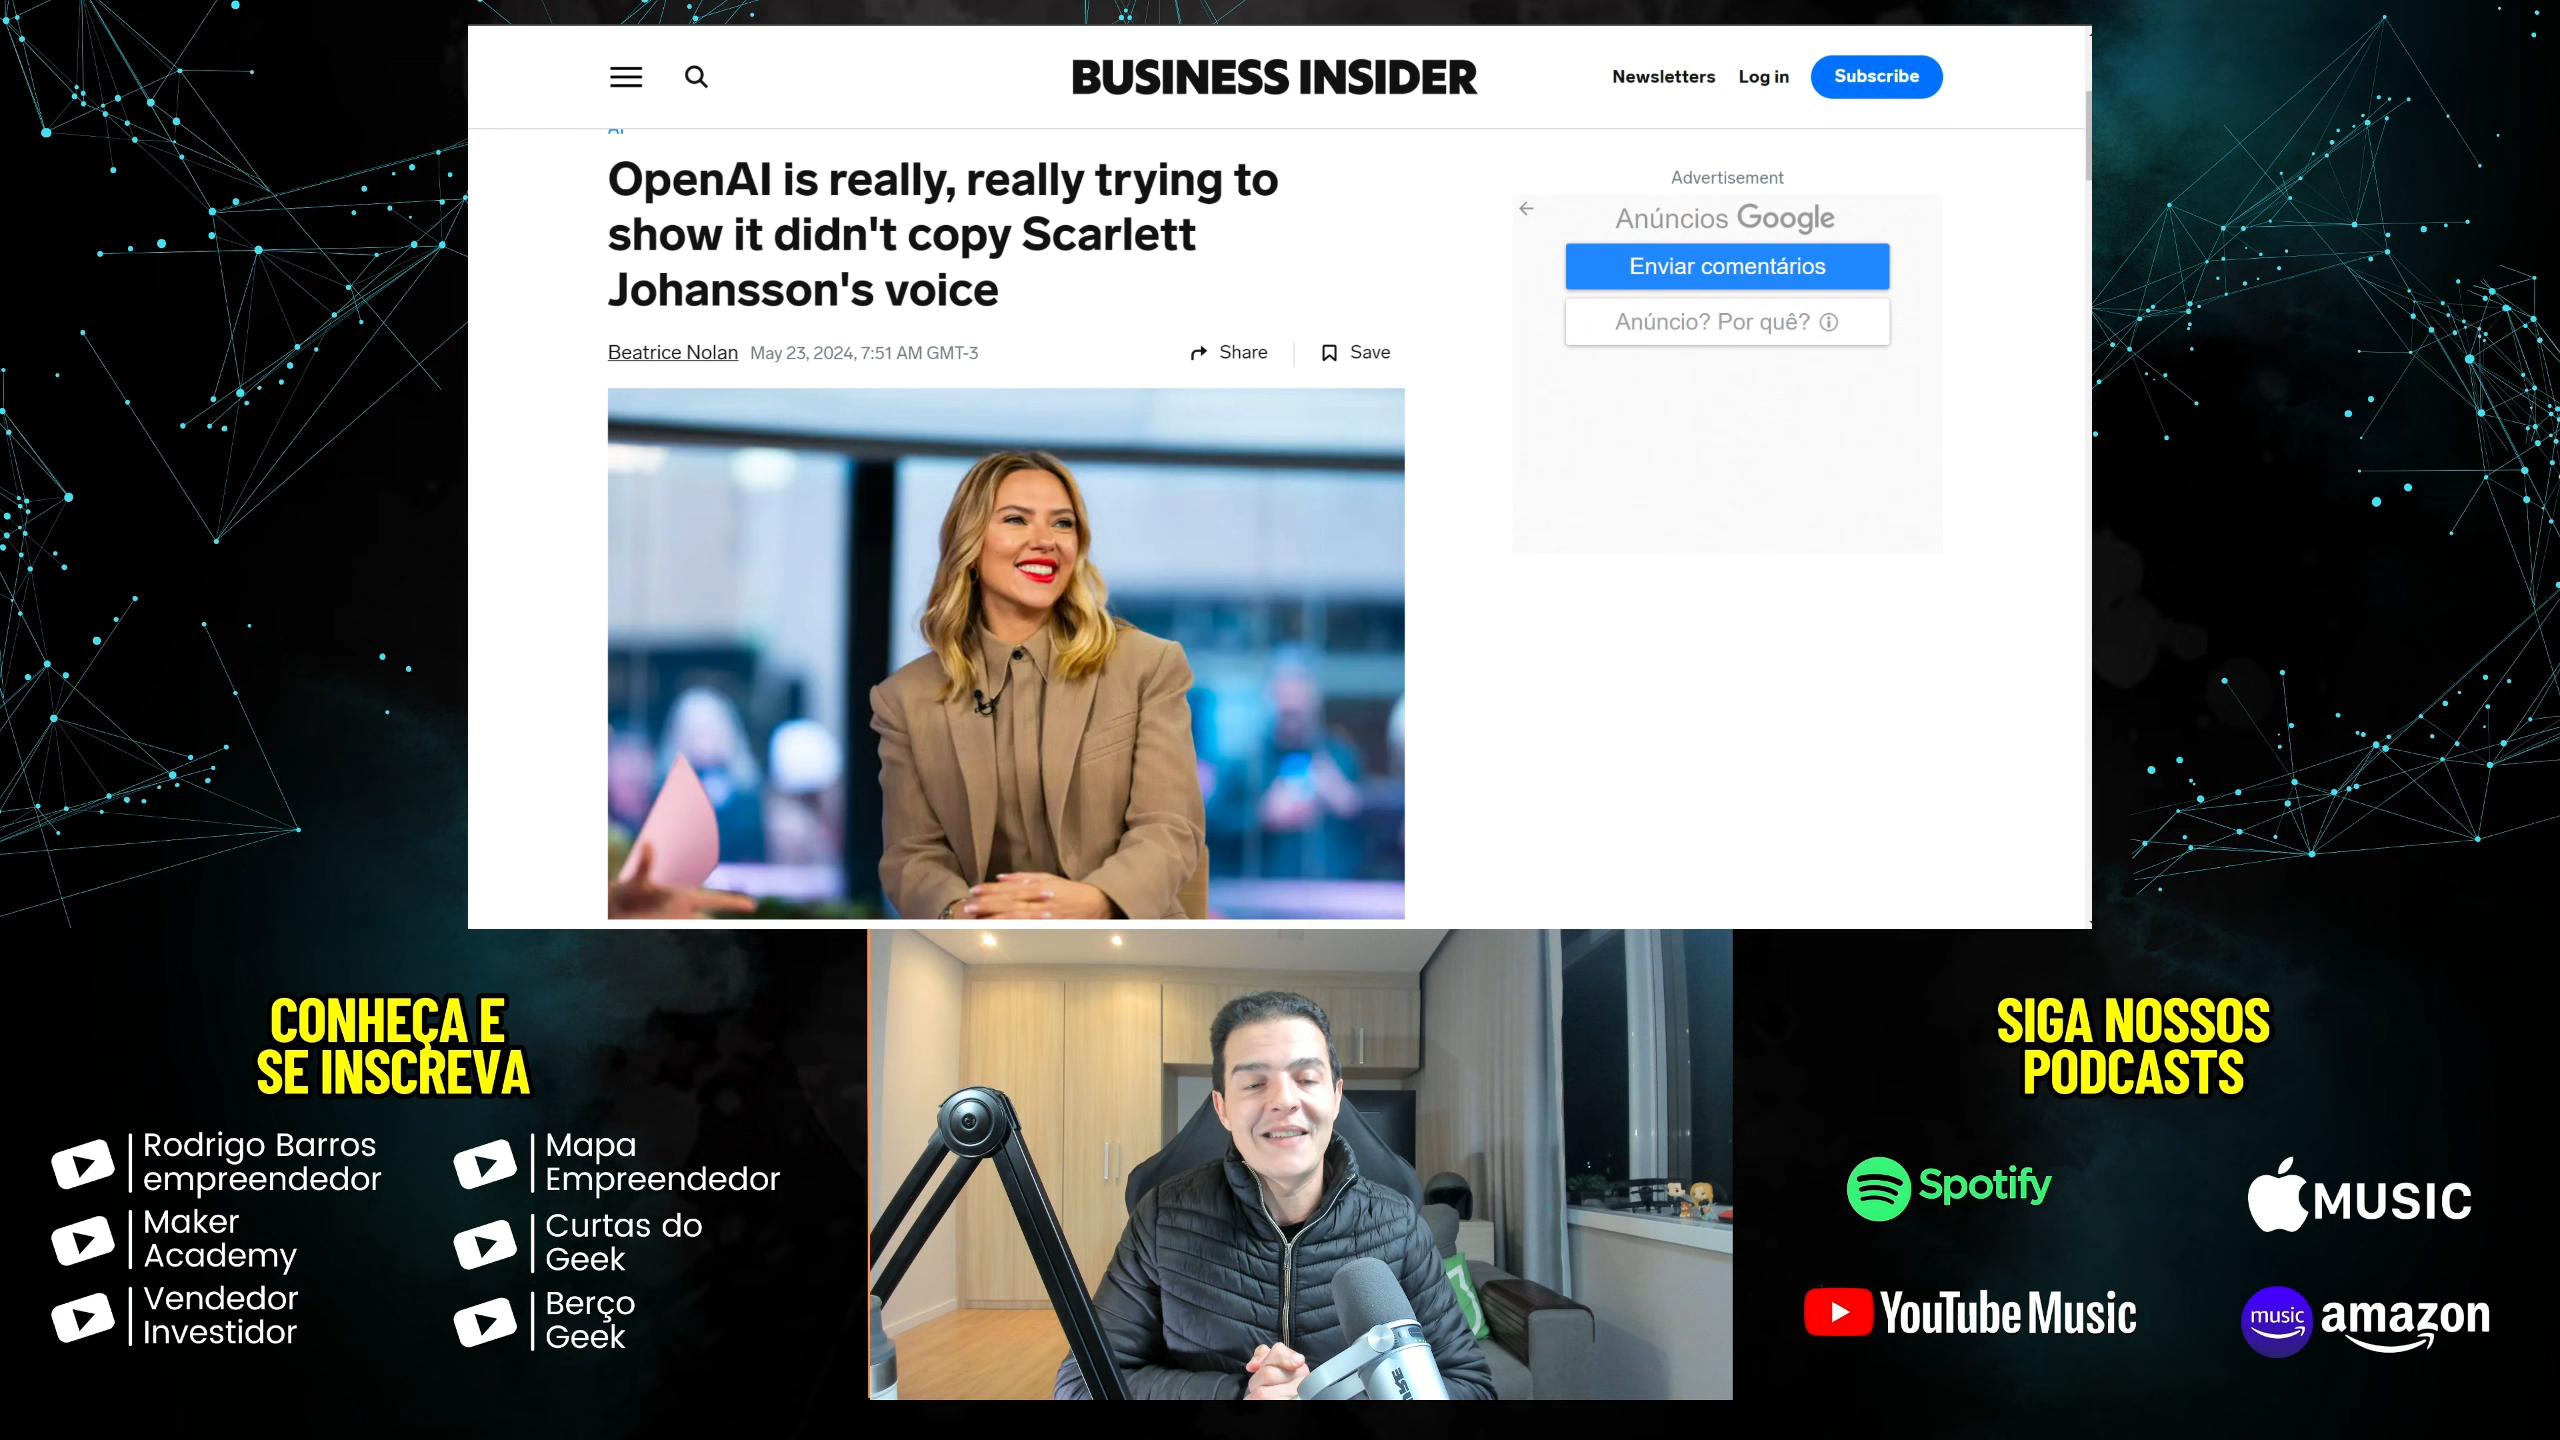 BUSINESS INSIDER
Newsletters
Log in
Subscribe
AI
OpenAI is really, really trying to
show it didn't copy Scarlett
Johansson's voice
Beatrice Nolan May 23, 2024, 7:51 AM GMT-3
Share
Save
Advertisement
Anúncios Google
Enviar comentários
Anúncio? Por quê?
CONHEÇA E
SE INSCREVA
Rodrigo Barros
empreendedor
Maker
Academy
Vendedor
Investidor
Mapa
Empreendedor
Curtas do
Geek
Berço
Geek
SIGA NOSSOS
PODCASTS
Spotify
MUSIC
YouTube Music
music
amazon